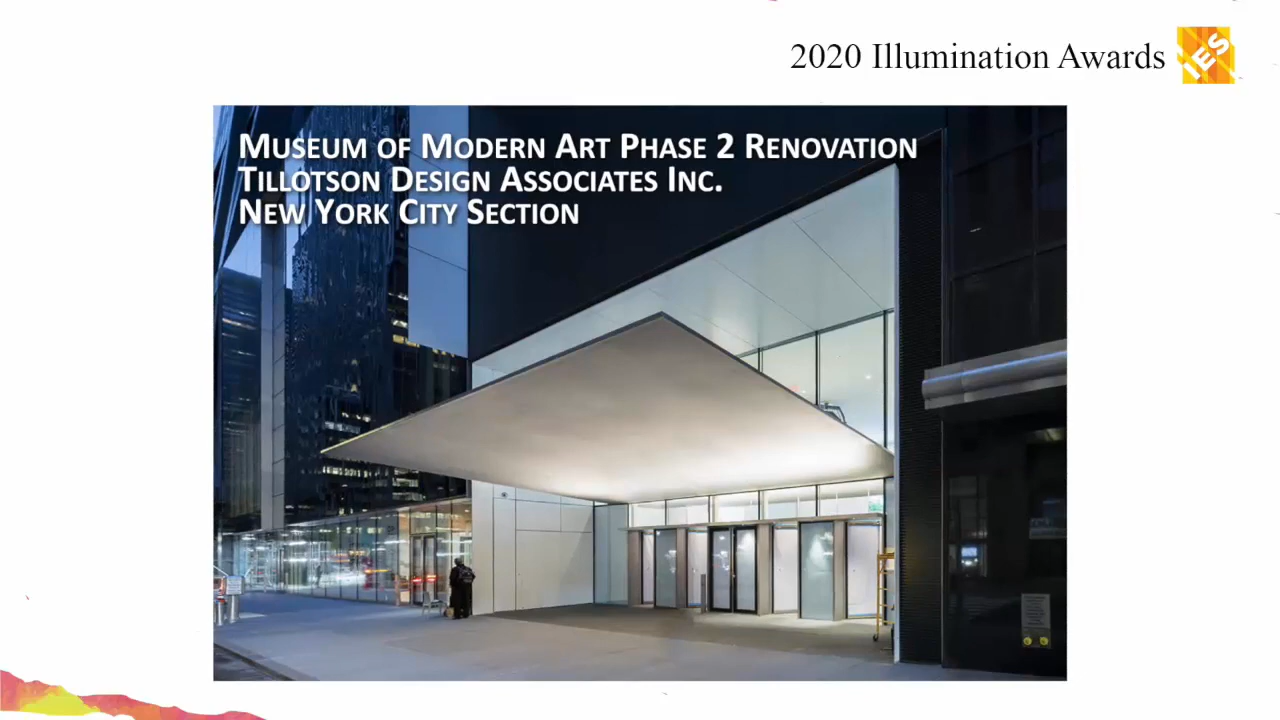 2020 Illumination Awards
IES
MUSEUM OF MODERN ART PHASE 2 RENOVATION
TILLOTSON DESIGN ASSOCIATES INC.
NEW YORK CITY SECTION